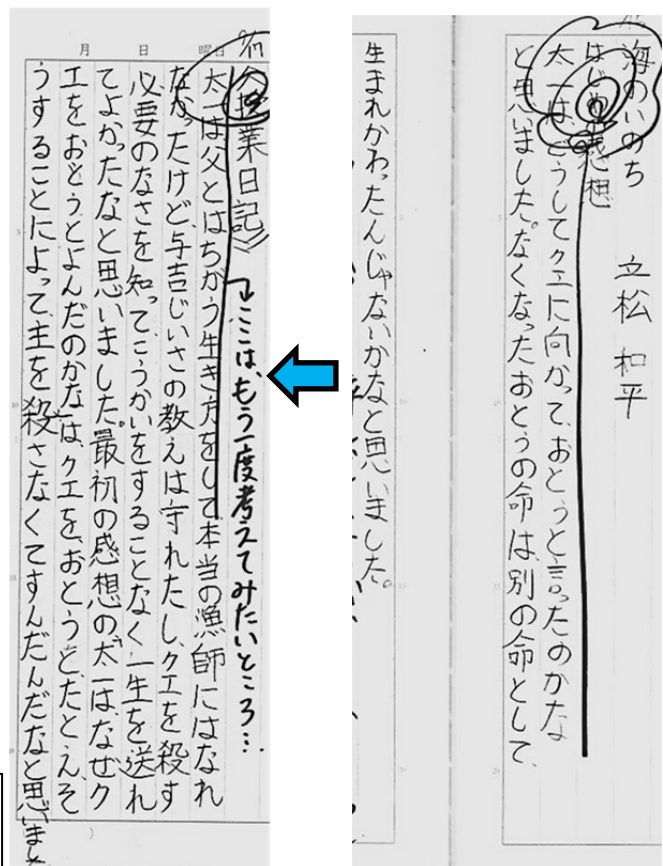 海のいのち 立松 和平
はじめの感想
太一は、どうしてクエに向かって、おとうと言ったのかな
と思いました。なくなったおとうの命は、別の命として、
生まれかわったんじゃないかなと思いました。
月 日 曜日
授業日記》
ここは、もう一度考えてみたいところ…
太一は父とはちがう生き方をして本当の漁師にはなれ
なかったけど、与吉じいさの教えは守れたし、クエを殺す
必要のなさを知って、こうかいをすることなく一生を送れ
てよかったなと思いました。最初の感想の「太一は、なぜク
エをおとうとよんだのかな」は、クエを、おとうと、たとえ、そ
うすることによって、主を殺さなくてすんだんだなと思いまし